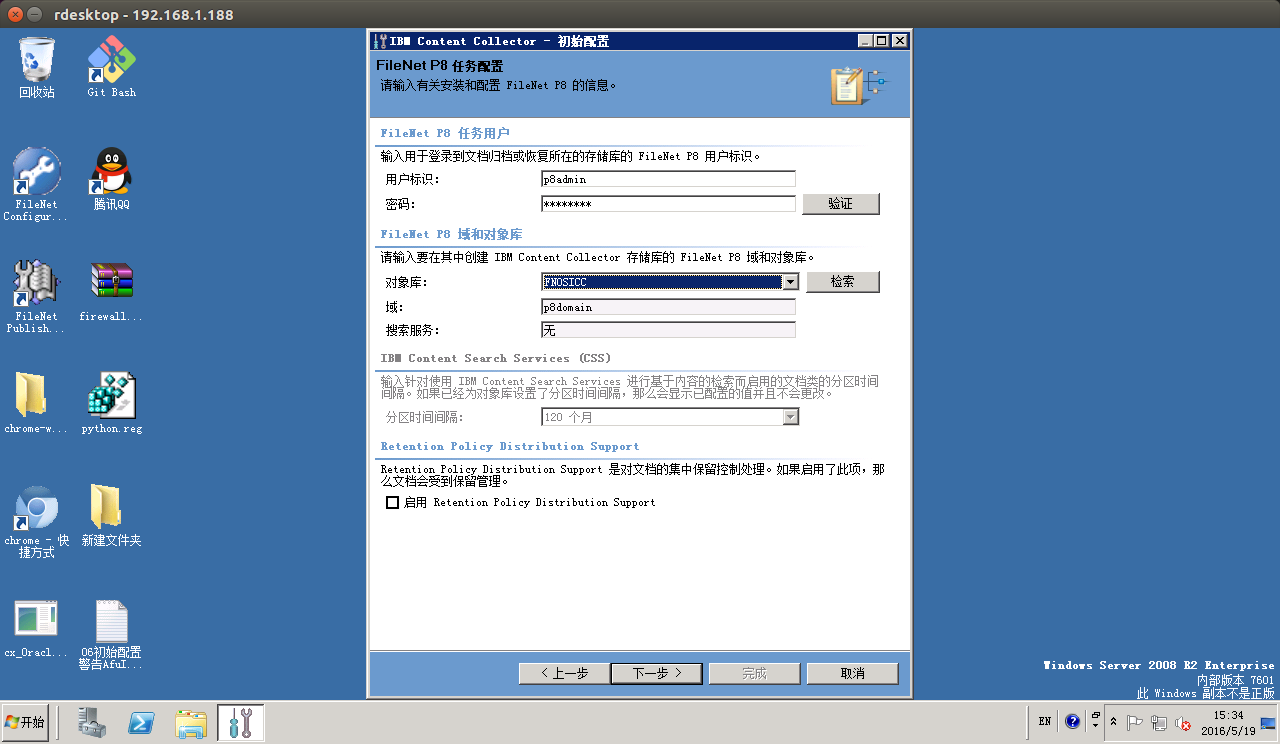 rdesktop - 192.168.1.188
回收站
Git Bash
FileNet
Configur...
腾讯QQ
FileNet
Publish...
firewall...
chrome-w...
python.reg
chrome - 快
捷方式
新建文件夹
cx_Oracl...
06初始配置
警告AfuI...
IBM Content Collector - 初始配置
FileNet P8 任务配置
请输入有关安装和配置 FileNet P8 的信息。
FileNet P8 任务用户
输入用于登录到文档归档或恢复所在的存储库的 FileNet P8 用户标识。
用户标识:
p8admin
密码:
********
验证
FileNet P8 域和对象库
请输入要在其中创建 IBM Content Collector 存储库的 FileNet P8 域和对象库。
对象库:
FNOSICC
检索
域:
p8domain
搜索服务:
无
IBM Content Search Services (CSS)
输入针对使用 IBM Content Search Services 进行基于内容的检索而启用的文档类的分区时间
间隔。如果已经为对象库设置了分区时间间隔，那么会显示已配置的值并且不会更改。
分区时间间隔:
120 个月
Retention Policy Distribution Support
Retention Policy Distribution Support 是对文档的集中保留控制处理。如果启用了此项，那
么文档会受到保留管理。
启用 Retention Policy Distribution Support
< 上一步
下一步 >
完成
取消
Windows Server 2008 R2 Enterprise
内部版本 7601
此 Windows 副本不是正版
开始
EN
15:34
2016/5/19